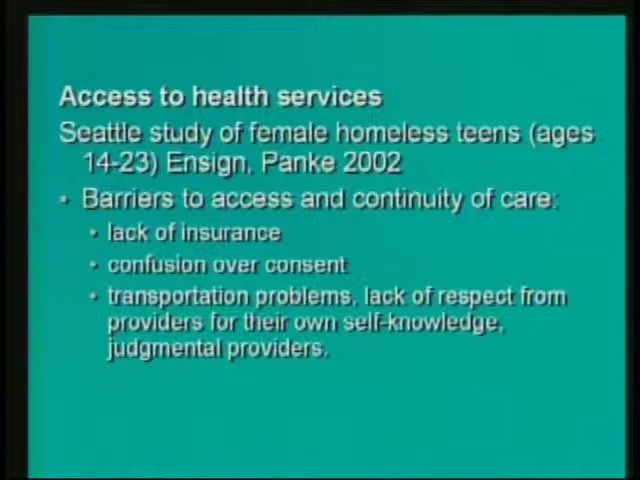 Access to health services
Seattle study of female homeless teens (ages
14-23) Ensign, Panke 2002
• Barriers to access and continuity of care:
• lack of insurance
• confusion over consent
• transportation problems, lack of respect from
providers for their own self-knowledge,
judgmental providers.